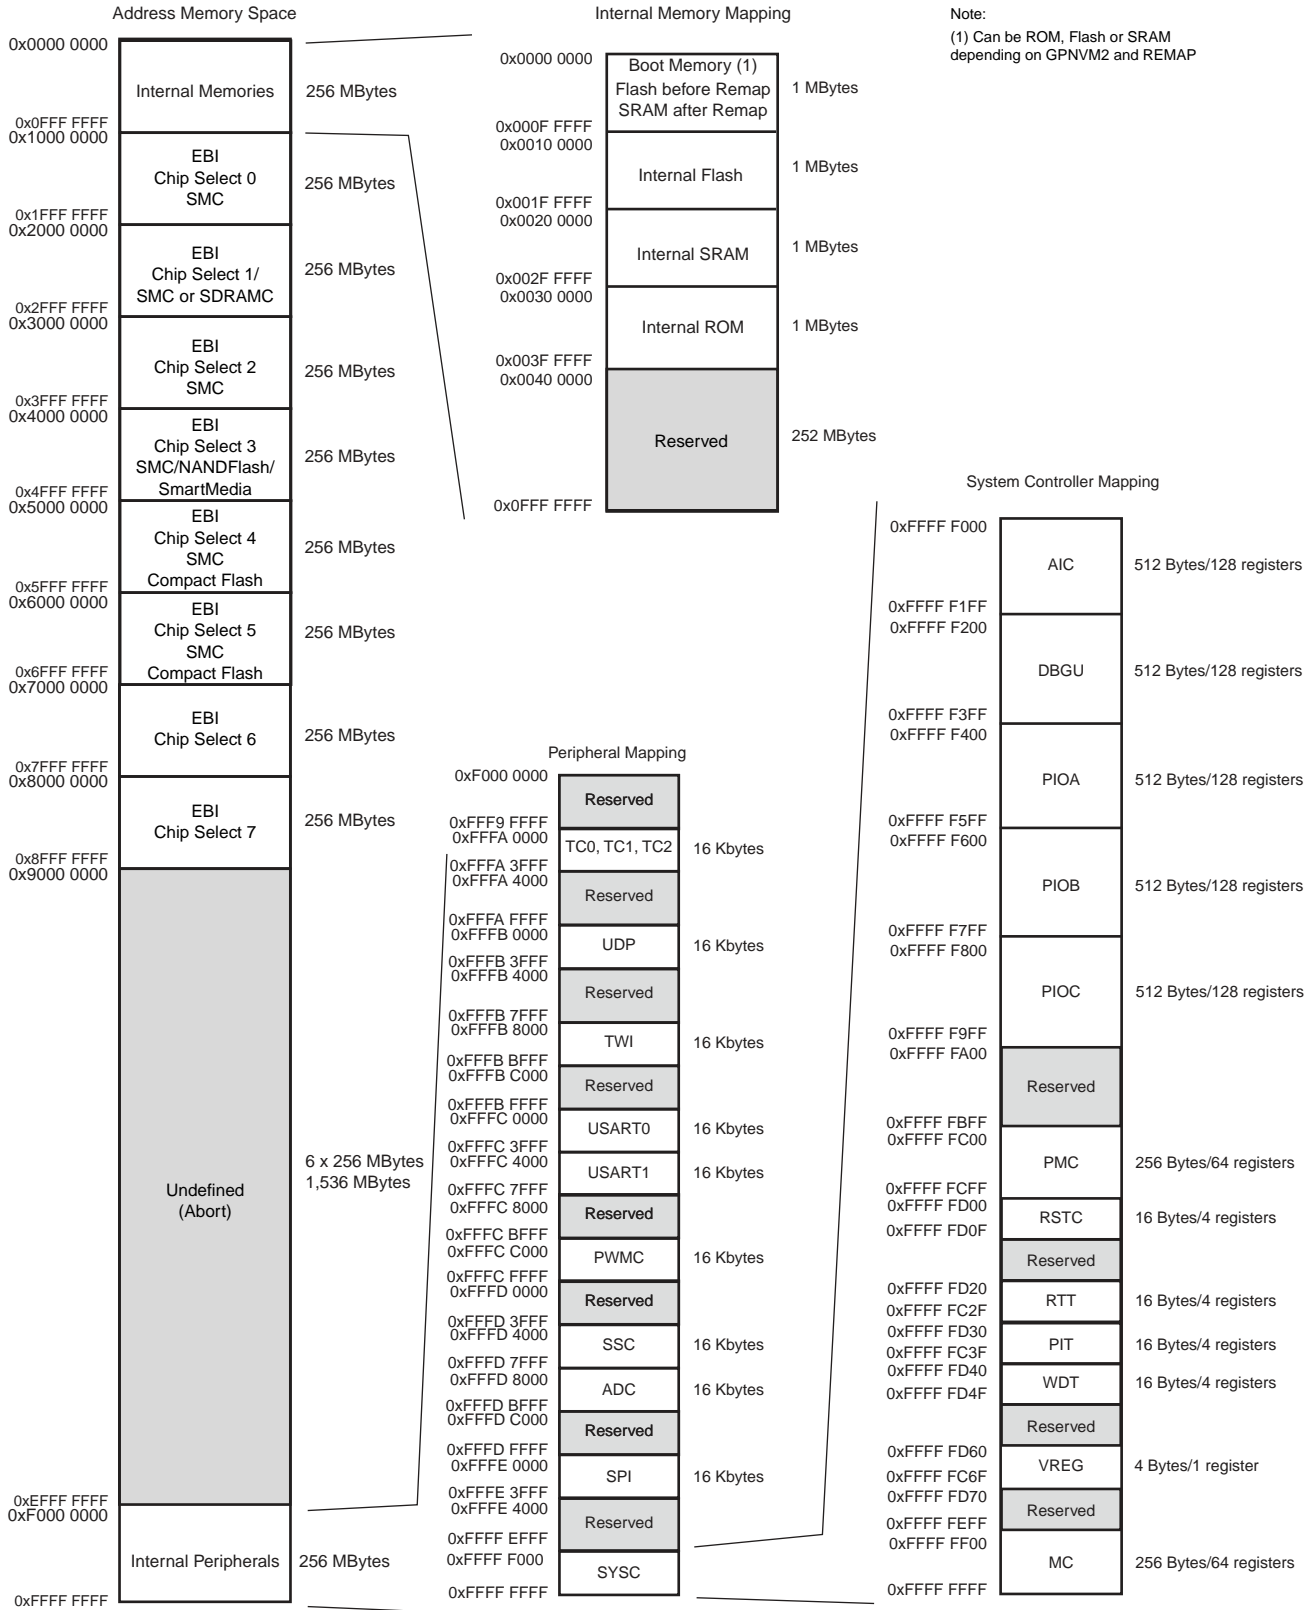 Address Memory Space
0x0000 0000
Internal Memories
256 MBytes
0x0FFF FFFF
0x1000 0000
EBI
Chip Select 0
SMC
256 MBytes
0x1FFF FFFF
0x2000 0000
EBI
Chip Select 1/
SMC or SDRAMC
256 MBytes
0x2FFF FFFF
0x3000 0000
EBI
Chip Select 2
SMC
256 MBytes
0x3FFF FFFF
0x4000 0000
EBI
Chip Select 3
SMC/NANDFlash/
SmartMedia
256 MBytes
0x4FFF FFFF
0x5000 0000
EBI
Chip Select 4
SMC
Compact Flash
256 MBytes
0x5FFF FFFF
0x6000 0000
EBI
Chip Select 5
SMC
Compact Flash
256 MBytes
0x6FFF FFFF
0x7000 0000
EBI
Chip Select 6
256 MBytes
0x7FFF FFFF
0x8000 0000
EBI
Chip Select 7
256 MBytes
0x8FFF FFFF
0x9000 0000
Undefined
(Abort)
6 x 256 MBytes
1,536 MBytes
0xEFFF FFFF
0xF000 0000
Internal Peripherals
256 MBytes
0xFFFF FFFF
Internal Memory Mapping
0x0000 0000
Boot Memory (1)
Flash before Remap
SRAM after Remap
1 MBytes
0x000F FFFF
0x0010 0000
Internal Flash
1 MBytes
0x001F FFFF
0x0020 0000
Internal SRAM
1 MBytes
0x002F FFFF
0x0030 0000
Internal ROM
1 MBytes
0x003F FFFF
0x0040 0000
Reserved
252 MBytes
0x0FFF FFFF
Note:
(1) Can be ROM, Flash or SRAM
depending on GPNVM2 and REMAP
Peripheral Mapping
0xF000 0000
Reserved
0xFFF9 FFFF
0xFFFA 0000
TC0, TC1, TC2
16 Kbytes
0xFFFA 3FFF
0xFFFA 4000
Reserved
0xFFFA FFFF
0xFFFB 0000
UDP
16 Kbytes
0xFFFB 3FFF
0xFFFB 4000
Reserved
0xFFFB 7FFF
0xFFFB 8000
TWI
16 Kbytes
0xFFFB BFFF
0xFFFB C000
Reserved
0xFFFB FFFF
0xFFFC 0000
USART0
16 Kbytes
0xFFFC 3FFF
0xFFFC 4000
USART1
16 Kbytes
0xFFFC 7FFF
0xFFFC 8000
Reserved
0xFFFC BFFF
0xFFFC C000
PWMC
16 Kbytes
0xFFFC FFFF
0xFFFD 0000
Reserved
0xFFFD 3FFF
0xFFFD 4000
SSC
16 Kbytes
0xFFFD 7FFF
0xFFFD 8000
ADC
16 Kbytes
0xFFFD BFFF
0xFFFD C000
Reserved
0xFFFD FFFF
0xFFFE 0000
SPI
16 Kbytes
0xFFFE 3FFF
0xFFFE 4000
Reserved
0xFFFF EFFF
0xFFFF F000
SYSC
0xFFFF FFFF
System Controller Mapping
0xFFFF F000
AIC
512 Bytes/128 registers
0xFFFF F1FF
0xFFFF F200
DBGU
512 Bytes/128 registers
0xFFFF F3FF
0xFFFF F400
PIOA
512 Bytes/128 registers
0xFFFF F5FF
0xFFFF F600
PIOB
512 Bytes/128 registers
0xFFFF F7FF
0xFFFF F800
PIOC
512 Bytes/128 registers
0xFFFF F9FF
0xFFFF FA00
Reserved
0xFFFF FBFF
0xFFFF FC00
PMC
256 Bytes/64 registers
0xFFFF FCFF
0xFFFF FD00
RSTC
16 Bytes/4 registers
0xFFFF FD0F
Reserved
0xFFFF FD20
RTT
16 Bytes/4 registers
0xFFFF FC2F
0xFFFF FD30
PIT
16 Bytes/4 registers
0xFFFF FC3F
0xFFFF FD40
WDT
16 Bytes/4 registers
0xFFFF FD4F
Reserved
0xFFFF FD60
VREG
4 Bytes/1 register
0xFFFF FC6F
0xFFFF FD70
Reserved
0xFFFF FEFF
0xFFFF FF00
MC
256 Bytes/64 registers
0xFFFF FFFF